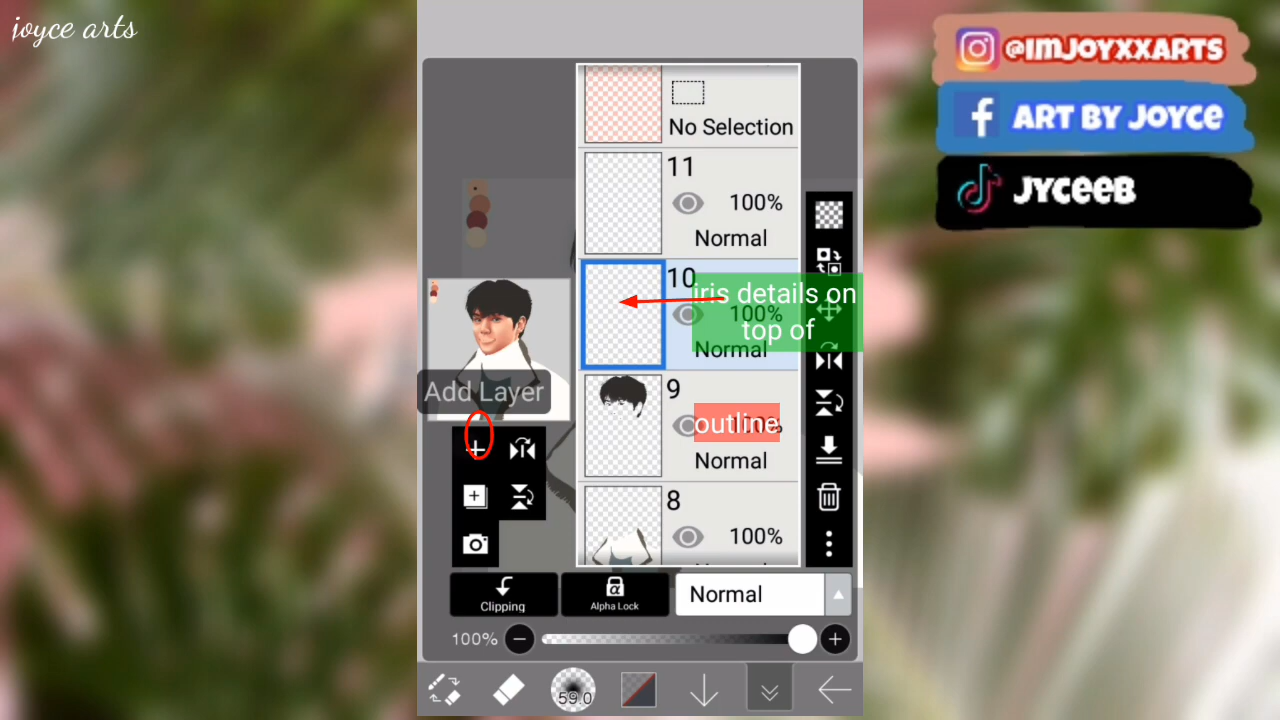 joyce arts
@IMJOYXXARTS
ART BY JOYCE
JYCEEB
No Selection
11
100%
Normal
10
iris details on
top of
100%
Normal
9
outline
Normal
8
100%
Add Layer
Clipping
α
Alpha Lock
Normal
100%
59.0